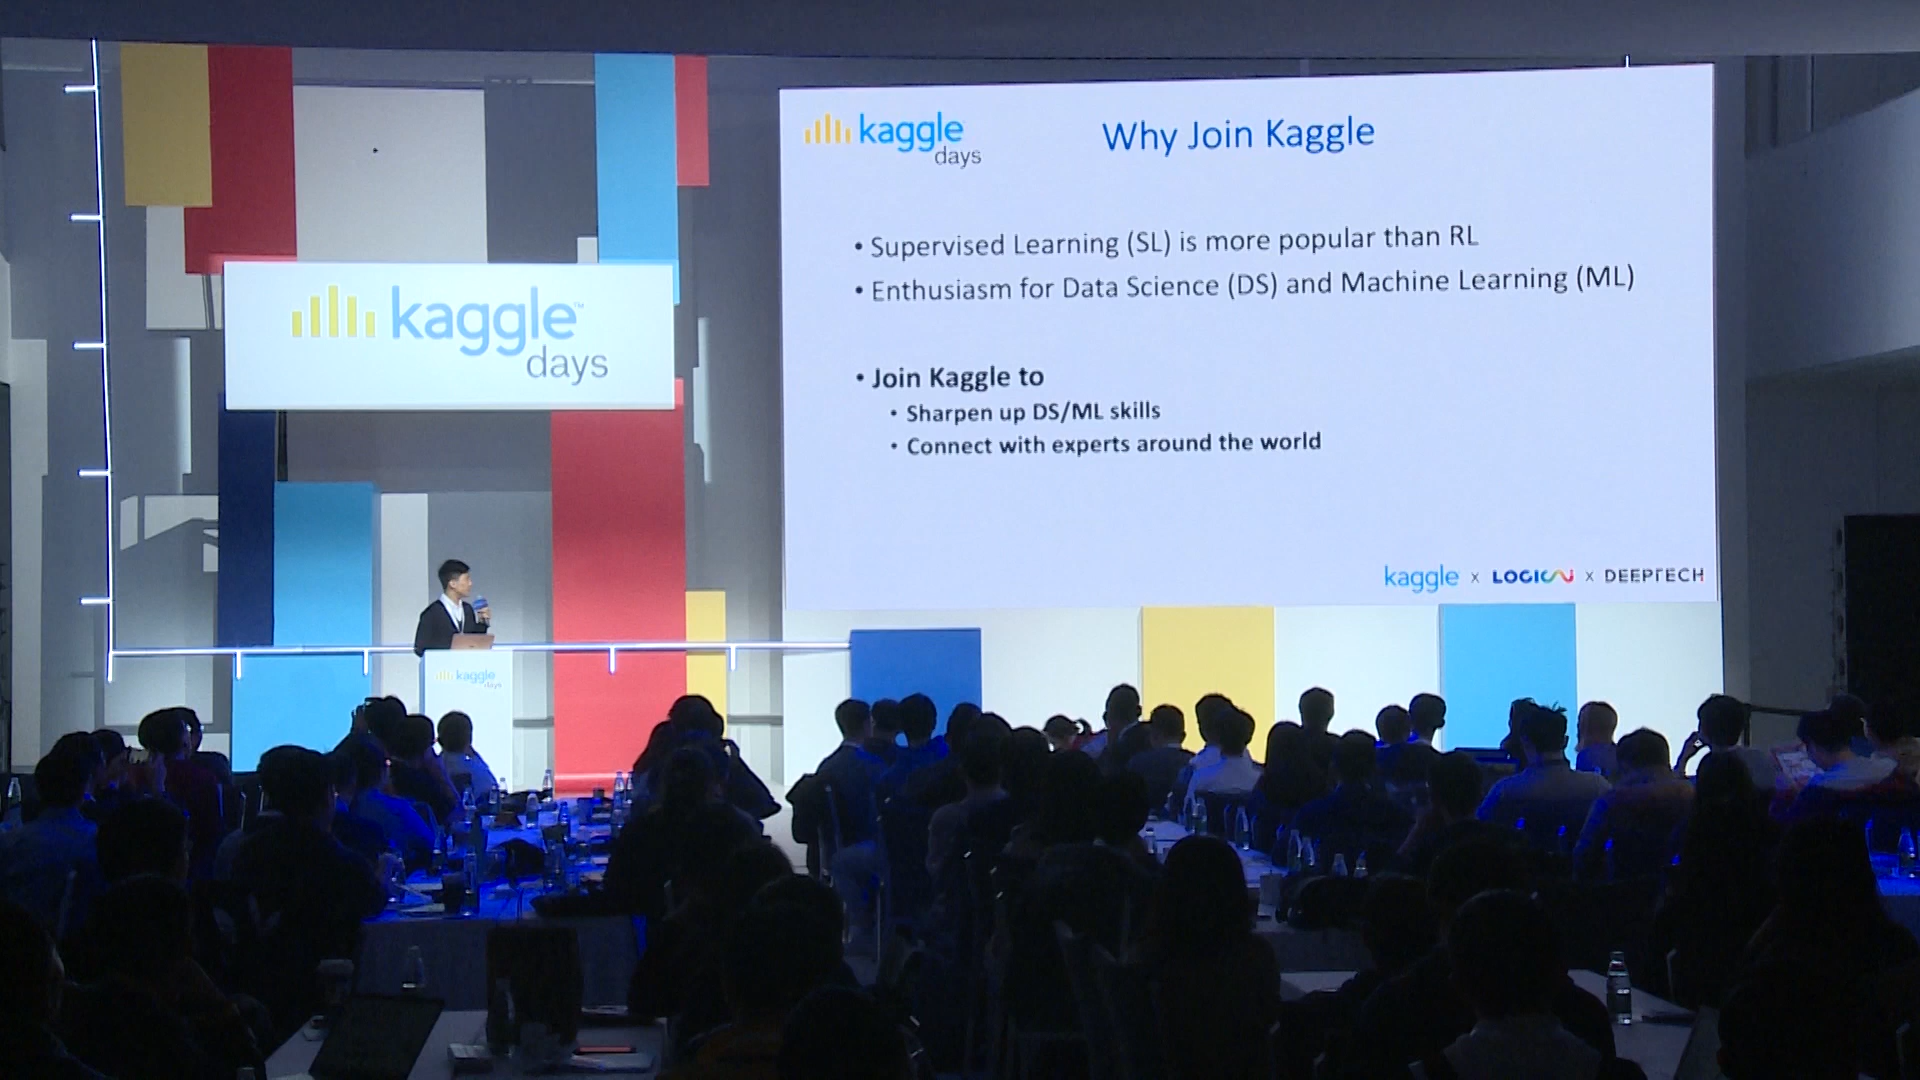 kaggle
days
Why Join Kaggle
• Supervised Learning (SL) is more popular than RL
• Enthusiasm for Data Science (DS) and Machine Learning (ML)
• Join Kaggle to
• Sharpen up DS/ML skills
• Connect with experts around the world
kaggle x LOGICAI x DEEPTECH
kaggle™
days
kaggle
days